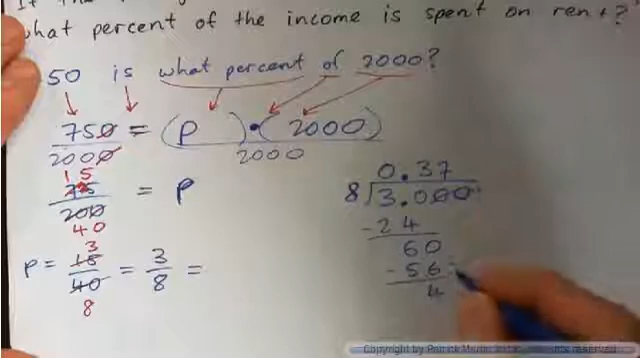 what percent of the income is spent on rent?
50 is what percent of 2000?
750 = (p ) • (2000)
2000 2000
15
75 = p
200
40
3
p = 15 = 3 =
40 8
8
0.37
8 3.000
- 24
60
- 56
4
Copyright by Patrick